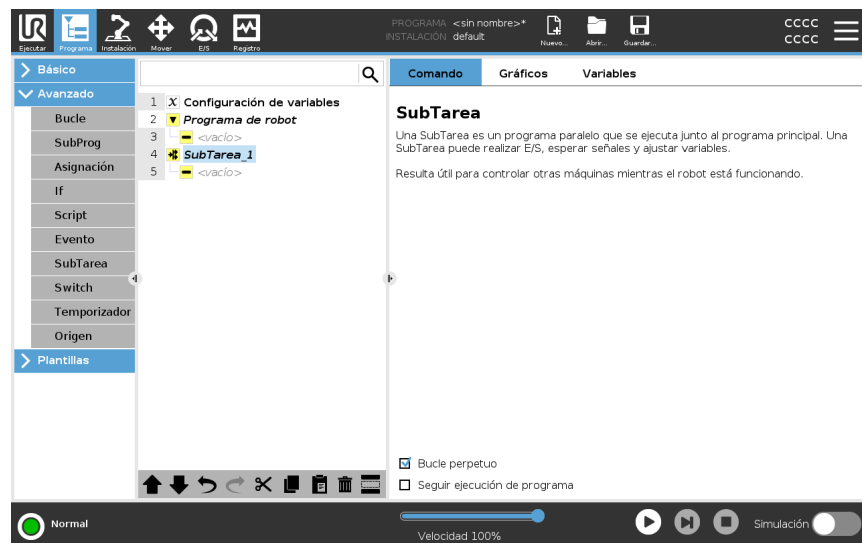 UR
PROGRAMA <sin nombre>*
INSTALACIÓN default
CCCC
CCCC
Ejecutar Programa Instalación Mover E/S Registro Nuevo... Abrir... Guardar...
Básico
Avanzado
Bucle
SubProg
Asignación
If
Script
Evento
SubTarea
Switch
Temporizador
Origen
Plantillas
1 X Configuración de variables
2 Programa de robot
3 <vacío>
4 SubTarea_1
5 <vacío>
Comando Gráficos Variables
SubTarea
Una SubTarea es un programa paralelo que se ejecuta junto al programa principal. Una
SubTarea puede realizar E/S, esperar señales y ajustar variables.
Resulta útil para controlar otras máquinas mientras el robot está funcionando.
Bucle perpetuo
Seguir ejecución de programa
Normal
Velocidad 100%
Simulación